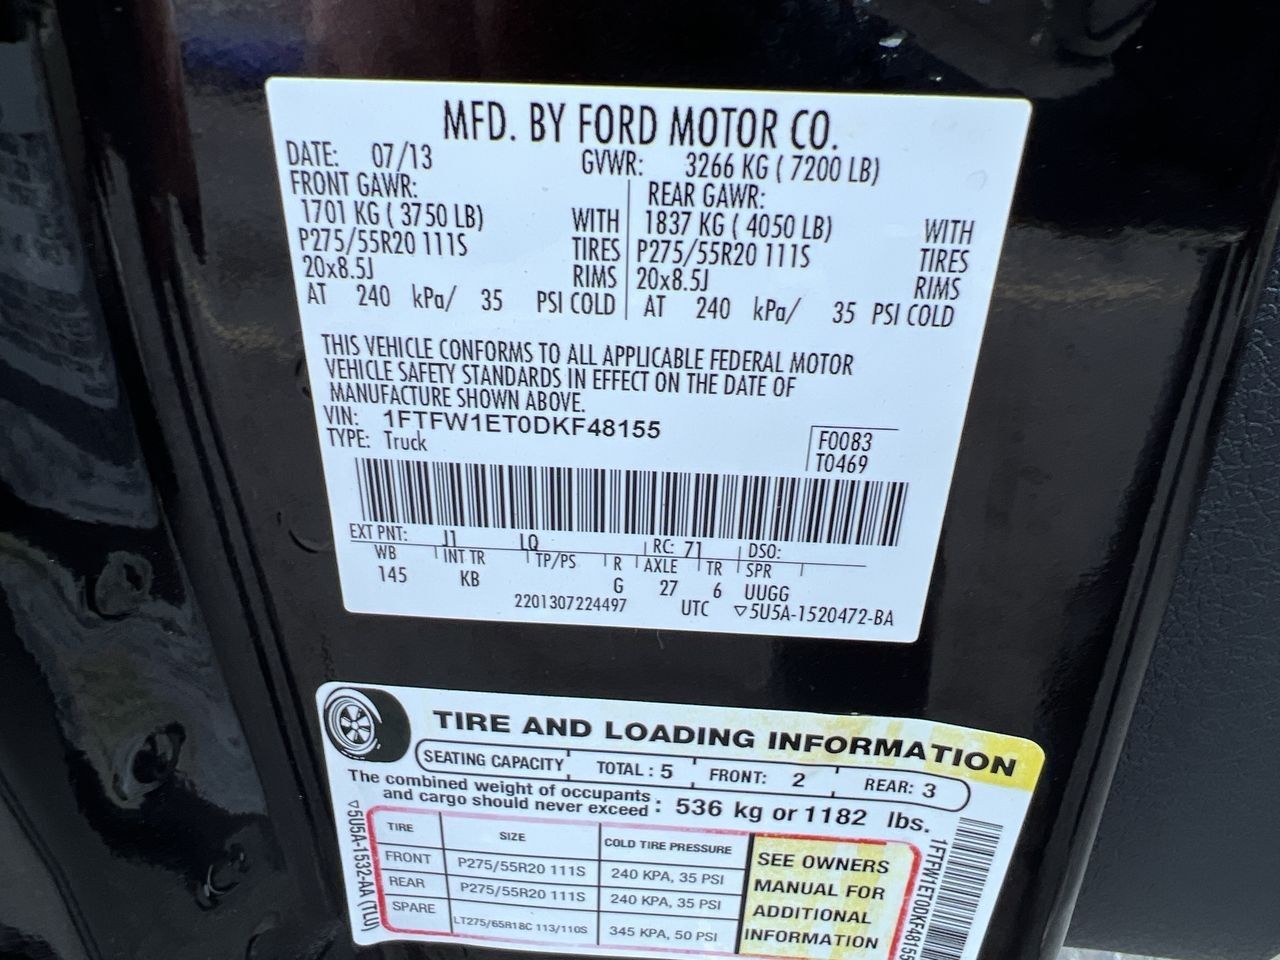 MFD. BY FORD MOTOR CO.
DATE: 07/13 GVWR: 3266 KG ( 7200 LB)
FRONT GAWR: REAR GAWR:
1701 KG ( 3750 LB) WITH 1837 KG ( 4050 LB) WITH
P275/55R20 111S TIRES P275/55R20 111S TIRES
20x8.5J RIMS 20x8.5J RIMS
AT 240 kPa/ 35 PSI COLD AT 240 kPa/ 35 PSI COLD
THIS VEHICLE CONFORMS TO ALL APPLICABLE FEDERAL MOTOR
VEHICLE SAFETY STANDARDS IN EFFECT ON THE DATE OF
MANUFACTURE SHOWN ABOVE.
VIN: 1FTFW1ET0DKF48155
TYPE: Truck
F0083
T0469
EXT PNT: J1 LQ RC: 71 DSO:
WB INT TR TP/PS R AXLE TR SPR
145 KB G 27 6 UUGG
2201307224497 UTC ▽5U5A-1520472-BA
TIRE AND LOADING INFORMATION
SEATING CAPACITY TOTAL : 5 FRONT: 2 REAR: 3
The combined weight of occupants
and cargo should never exceed : 536 kg or 1182 lbs.
TIRE SIZE COLD TIRE PRESSURE
FRONT P275/55R20 111S 240 KPA, 35 PSI
REAR P275/55R20 111S 240 KPA, 35 PSI
SPARE LT275/65R18C 113/110S 345 KPA, 50 PSI
SEE OWNERS
MANUAL FOR
ADDITIONAL
INFORMATION
▽5U5A-1532-AA (TLU)
1FTFW1ET0DKF48155